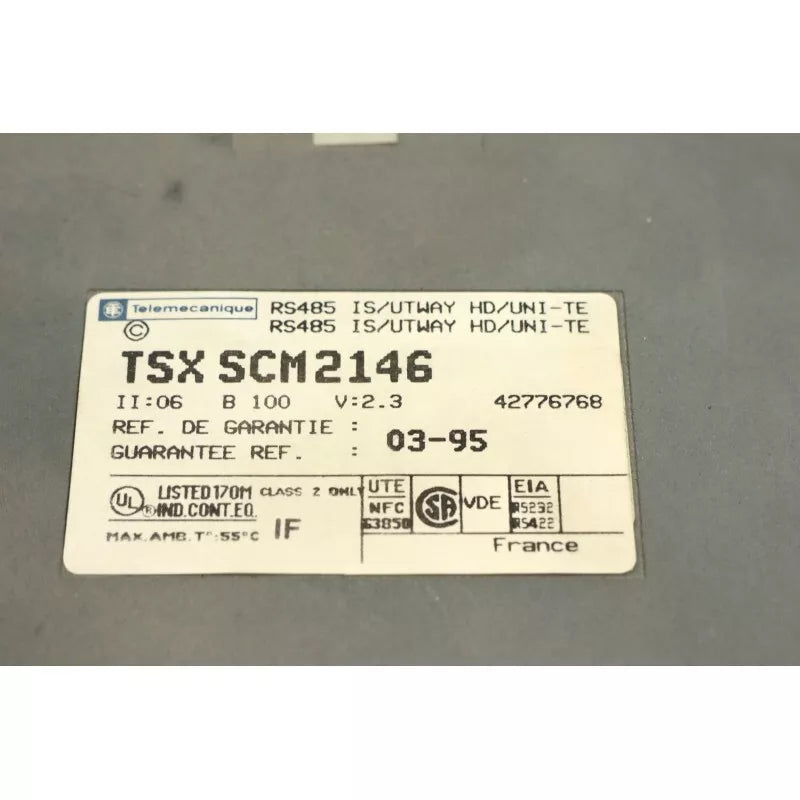 Telemecanique RS485 IS/UTWAY HD/UNI-TE
© RS485 IS/UTWAY HD/UNI-TE
TSX SCM2146
II:06 B 100 V:2.3 42776768
REF. DE GARANTIE :
GUARANTEE REF. : 03-95
UL ® LISTED 170M CLASS 2 ONLY
IND.CONT.EQ.
MAX.AMB.T°:55°C IF
UTE
NFC
63850
SA
VDE
EIA
RS232
RS422
France